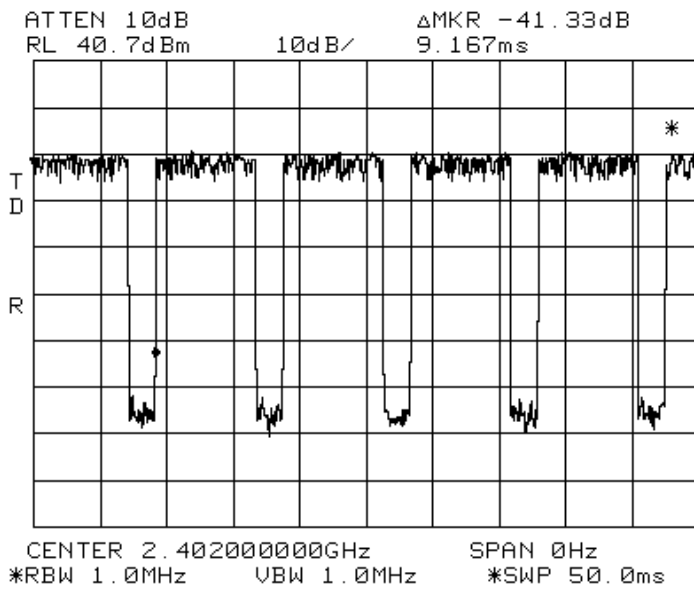 ATTEN 10dB ΔMKR -41.33dB
RL 40.7dBm 10dB/ 9.167ms
*
T
D
R
CENTER 2.402000000GHz SPAN 0Hz
*RBW 1.0MHz VBW 1.0MHz *SWP 50.0ms